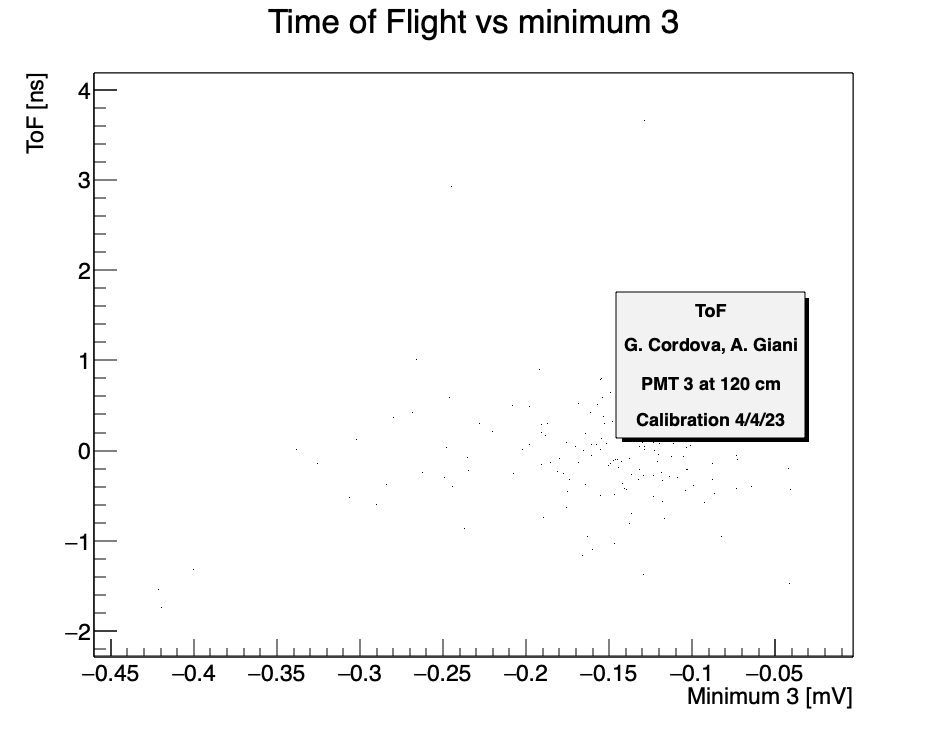 Time of Flight vs minimum 3
ToF [ns]
4
3
2
1
0
−1
−2
ToF
G. Cordova, A. Giani
PMT 3 at 120 cm
Calibration 4/4/23
−0.45 −0.4 −0.35 −0.3 −0.25 −0.2 −0.15 −0.1 −0.05
Minimum 3 [mV]